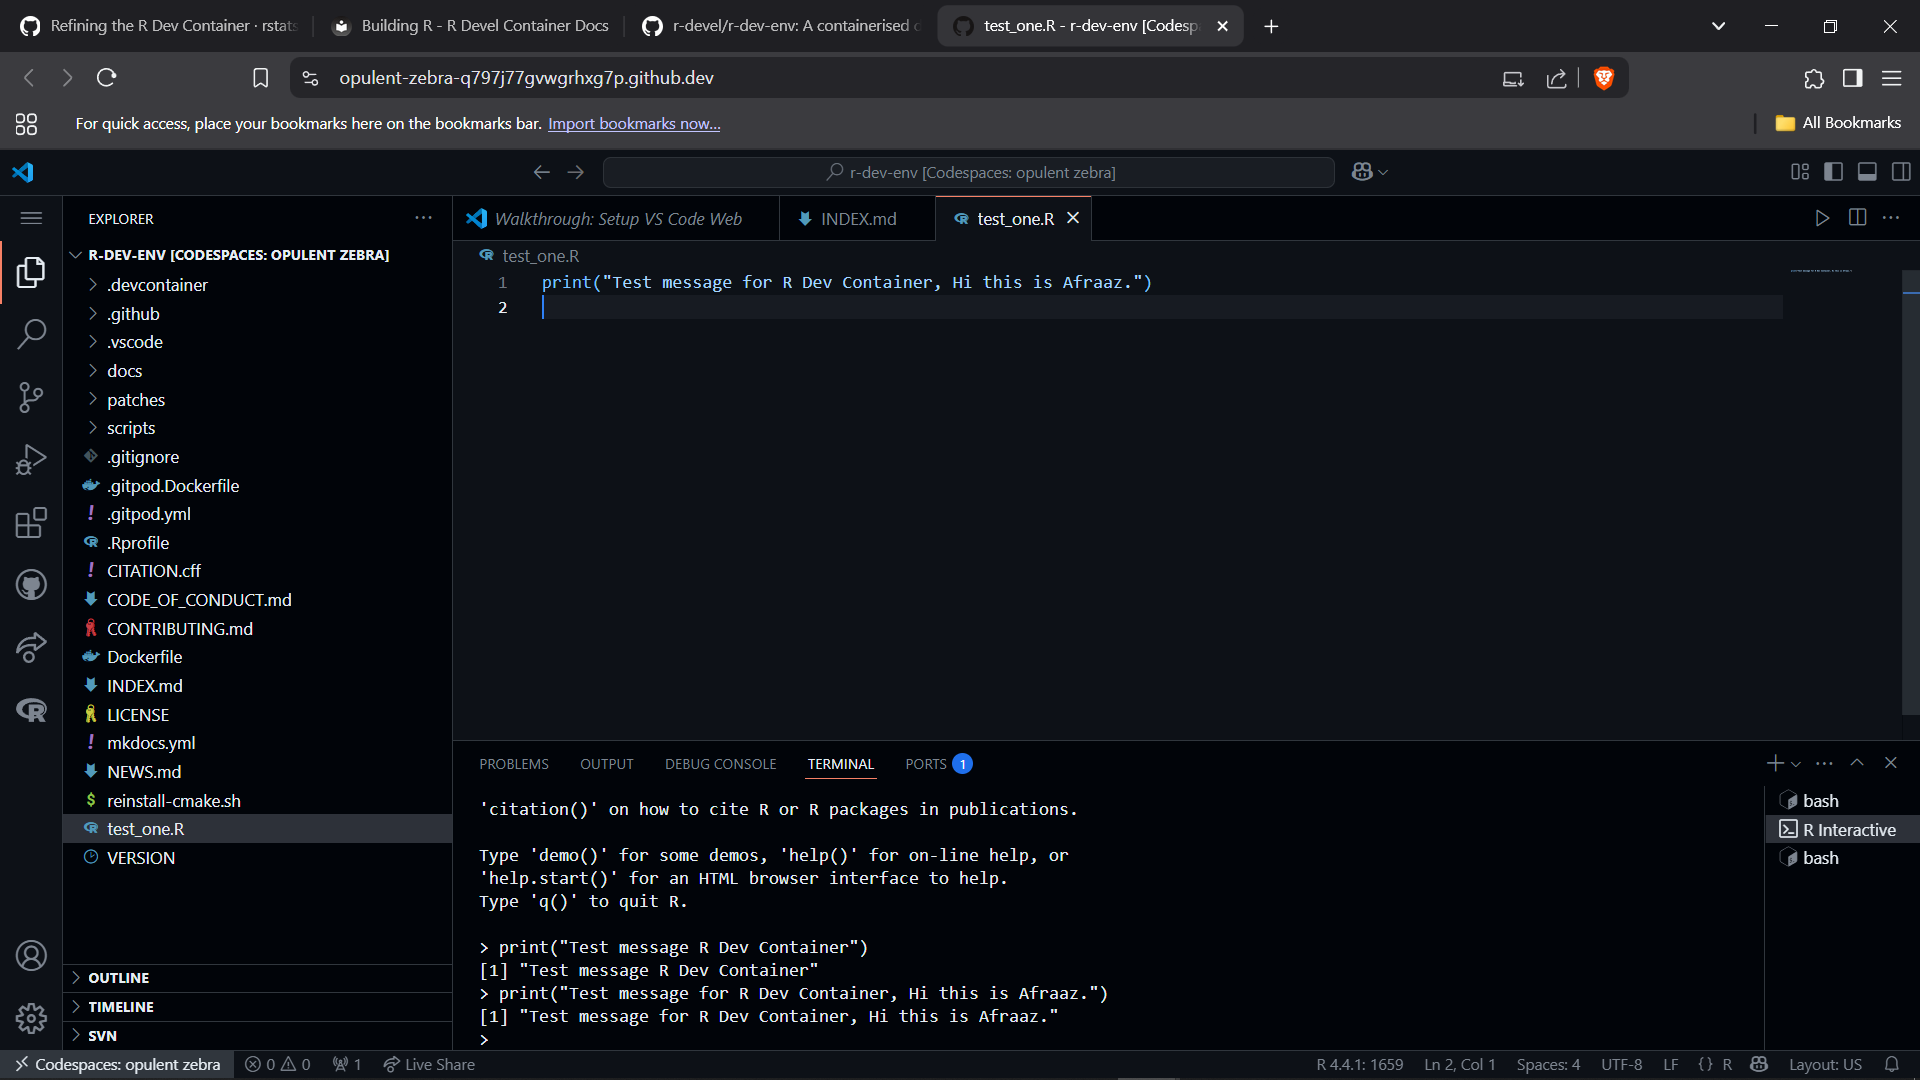 Refining the R Dev Container · rstats
Building R - R Devel Container Docs
r-devel/r-dev-env: A containerised
test_one.R - r-dev-env [Codesp
opulent-zebra-q797j77gvwgrhxg7p.github.dev
For quick access, place your bookmarks here on the bookmarks bar. Import bookmarks now...
All Bookmarks
r-dev-env [Codespaces: opulent zebra]
EXPLORER
R-DEV-ENV [CODESPACES: OPULENT ZEBRA]
.devcontainer
.github
.vscode
docs
patches
scripts
.gitignore
.gitpod.Dockerfile
.gitpod.yml
.Rprofile
CITATION.cff
CODE_OF_CONDUCT.md
CONTRIBUTING.md
Dockerfile
INDEX.md
LICENSE
mkdocs.yml
NEWS.md
reinstall-cmake.sh
test_one.R
VERSION
OUTLINE
TIMELINE
SVN
Walkthrough: Setup VS Code Web
INDEX.md
test_one.R
test_one.R
1 print("Test message for R Dev Container, Hi this is Afraaz.")
2
PROBLEMS
OUTPUT
DEBUG CONSOLE
TERMINAL
PORTS 1
'citation()' on how to cite R or R packages in publications.
Type 'demo()' for some demos, 'help()' for on-line help, or
'help.start()' for an HTML browser interface to help.
Type 'q()' to quit R.
> print("Test message R Dev Container")
[1] "Test message R Dev Container"
> print("Test message for R Dev Container, Hi this is Afraaz.")
[1] "Test message for R Dev Container, Hi this is Afraaz."
>
bash
R Interactive
bash
Codespaces: opulent zebra
0
0
1
Live Share
R 4.4.1: 1659
Ln 2, Col 1
Spaces: 4
UTF-8
LF
{} R
Layout: US